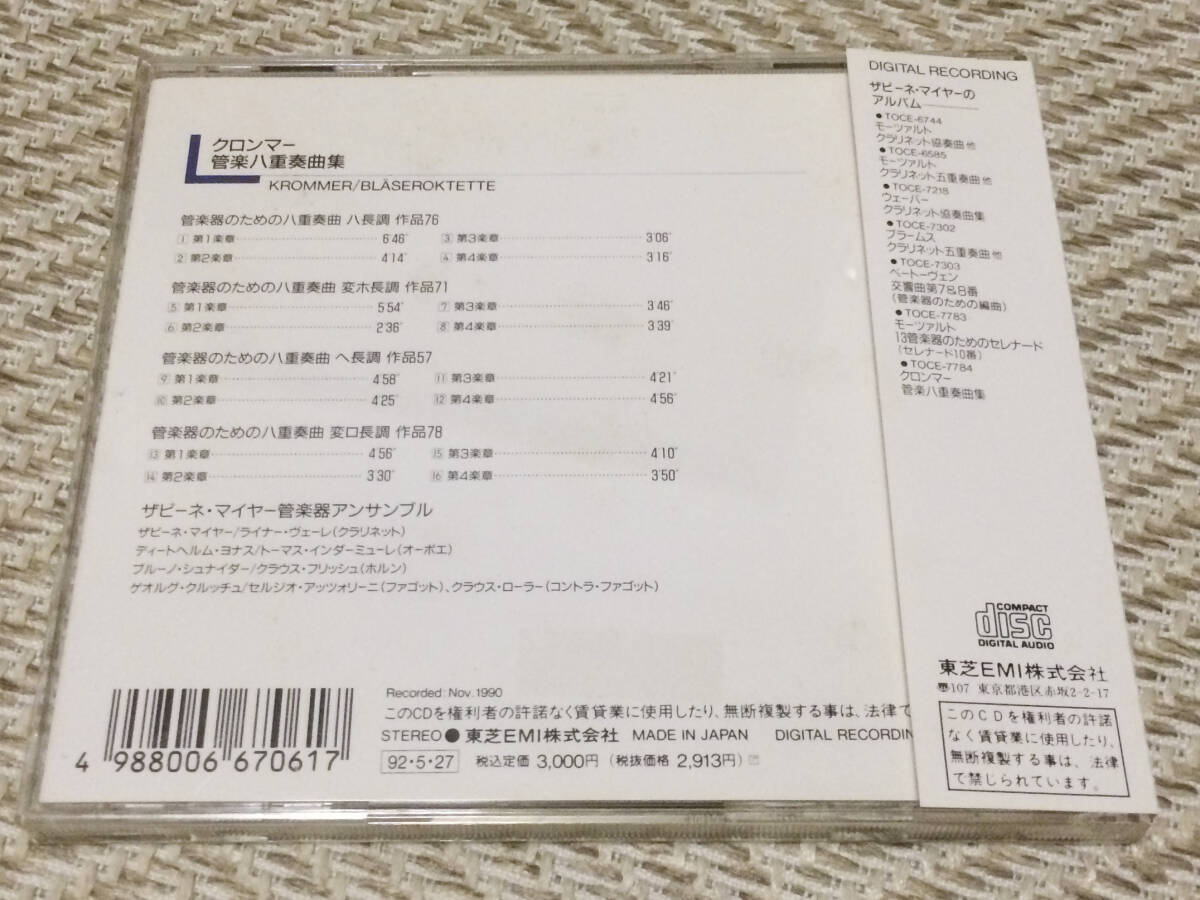 クロンマー
管楽八重奏曲集
KROMMER/BLÄSEROKTETTE
管楽器のための八重奏曲 ハ長調 作品76
1 第1楽章 6'46"
2 第2楽章 4'14"
3 第3楽章 3'06"
4 第4楽章 3'16"
管楽器のための八重奏曲 変ホ長調 作品71
5 第1楽章 5'54"
6 第2楽章 2'36"
7 第3楽章 3'46"
8 第4楽章 3'39"
管楽器のための八重奏曲 ヘ長調 作品57
9 第1楽章 4'58"
10 第2楽章 4'25"
11 第3楽章 4'21"
12 第4楽章 4'56"
管楽器のための八重奏曲 変ロ長調 作品78
13 第1楽章 4'56"
14 第2楽章 3'30"
15 第3楽章 4'10"
16 第4楽章 3'50"
ザビーネ・マイヤー管楽器アンサンブル
ザビーネ・マイヤー/ライナー・ヴェーレ(クラリネット)
ディートヘルム・ヨナス/トーマス・インダーミューレ(オーボエ)
ブルーノ・シュナイダー/クラウス・フリッシュ(ホルン)
ゲオルグ・クルッチュ/セルジオ・アッツォリーニ(ファゴット)、クラウス・ローラー(コントラ・ファゴット)
Recorded: Nov. 1990
このCDを権利者の許諾なく賃貸業に使用したり、無断複製する事は、法律で
STEREO ● 東芝EMI株式会社 MADE IN JAPAN DIGITAL RECORDIN
92・5・27 税込定価 3,000円 (税抜価格 2,913円)
4 988006 670617
DIGITAL RECORDING
ザビーネ・マイヤーの
アルバム
●TOCE-6744
モーツァルト
クラリネット協奏曲 他
●TOCE-6585
モーツァルト
クラリネット五重奏曲 他
●TOCE-7218
ウェーバー
クラリネット協奏曲集
●TOCE-7302
ブラームス
クラリネット五重奏曲 他
●TOCE-7303
ベートーヴェン
交響曲第7&8番
(管楽器のための編曲)
●TOCE-7783
モーツァルト
13管楽器のためのセレナード
(セレナード10番)
●TOCE-7784
クロンマー
管楽八重奏曲集
COMPACT
disc
DIGITAL AUDIO
東芝EMI株式会社
〠107 東京都港区赤坂2-2-17
このCDを権利者の許諾
なく賃貸業に使用したり、
無断複製する事は、法律
で禁じられています。